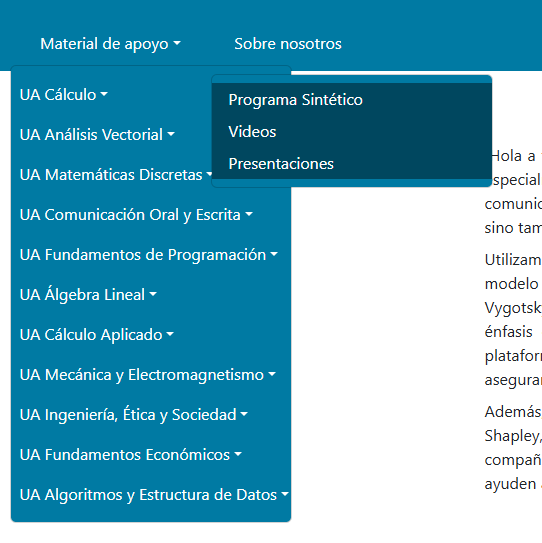 Material de apoyo
Sobre nosotros
UA Cálculo
UA Análisis Vectorial
UA Matemáticas Discretas
UA Comunicación Oral y Escrita
UA Fundamentos de Programación
UA Álgebra Lineal
UA Cálculo Aplicado
UA Mecánica y Electromagnetismo
UA Ingeniería, Ética y Sociedad
UA Fundamentos Económicos
UA Algoritmos y Estructura de Datos
Programa Sintético
Videos
Presentaciones
Hola a
especial
comunic
sino tam
Utilizam
modelo
Vygotsk
énfasis
platafor
asegurar
Además
Shapley,
compañ
ayuden